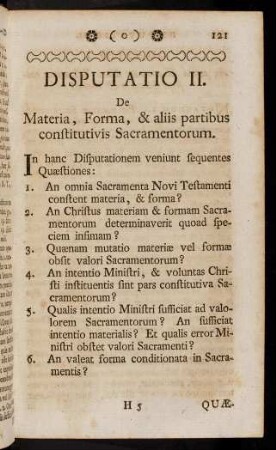 ( o ) 121
DISPUTATIO II.
De
Materia, Forma, & aliis partibus
constitutivis Sacramentorum.
In hanc Disputationem veniunt sequentes
Quæstiones:
1. An omnia Sacramenta Novi Testamenti
constent materia, & forma?
2. An Christus materiam & formam Sacra-
mentorum determinaverit quoad spe-
ciem infimam?
3. Quænam mutatio materiæ vel formæ
obsit valori Sacramentorum?
4. An intentio Ministri, & voluntas Chri-
sti instituentis sint pars constitutiva Sa-
cramentorum?
5. Qualis intentio Ministri sufficiat ad valo-
lorem Sacramentorum? An sufficiat
intentio materialis? Et qualis error Mi-
nistri obstet valori Sacramenti?
6. An valeat forma conditionata in Sacra-
mentis?
H 5 QUÆ-